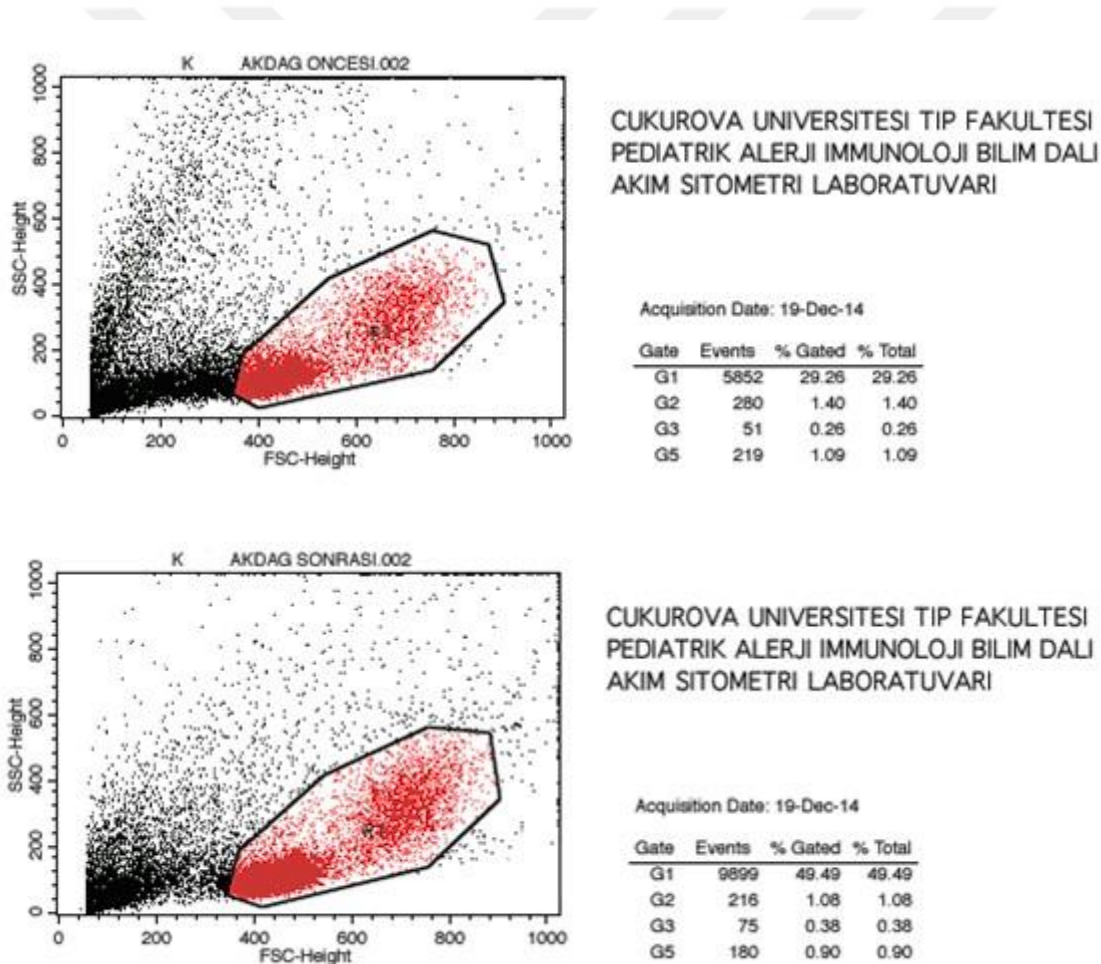 K AKDAG ONCESI.002
1000
800
600
400
200
0
SSC-Height
0 200 400 600 800 1000
FSC-Height
CUKUROVA UNIVERSITESI TIP FAKULTESI
PEDIATRIK ALERJI IMMUNOLOJI BILIM DALI
AKIM SITOMETRI LABORATUVARI
Acquisition Date: 19-Dec-14
Gate Events % Gated % Total
G1 5852 29.26 29.26
G2 280 1.40 1.40
G3 51 0.26 0.26
G5 219 1.09 1.09
K AKDAG SONRASI.002
1000
800
600
400
200
0
SSC-Height
0 200 400 600 800 1000
FSC-Height
CUKUROVA UNIVERSITESI TIP FAKULTESI
PEDIATRIK ALERJI IMMUNOLOJI BILIM DALI
AKIM SITOMETRI LABORATUVARI
Acquisition Date: 19-Dec-14
Gate Events % Gated % Total
G1 9899 49.49 49.49
G2 216 1.08 1.08
G3 75 0.38 0.38
G5 180 0.90 0.90